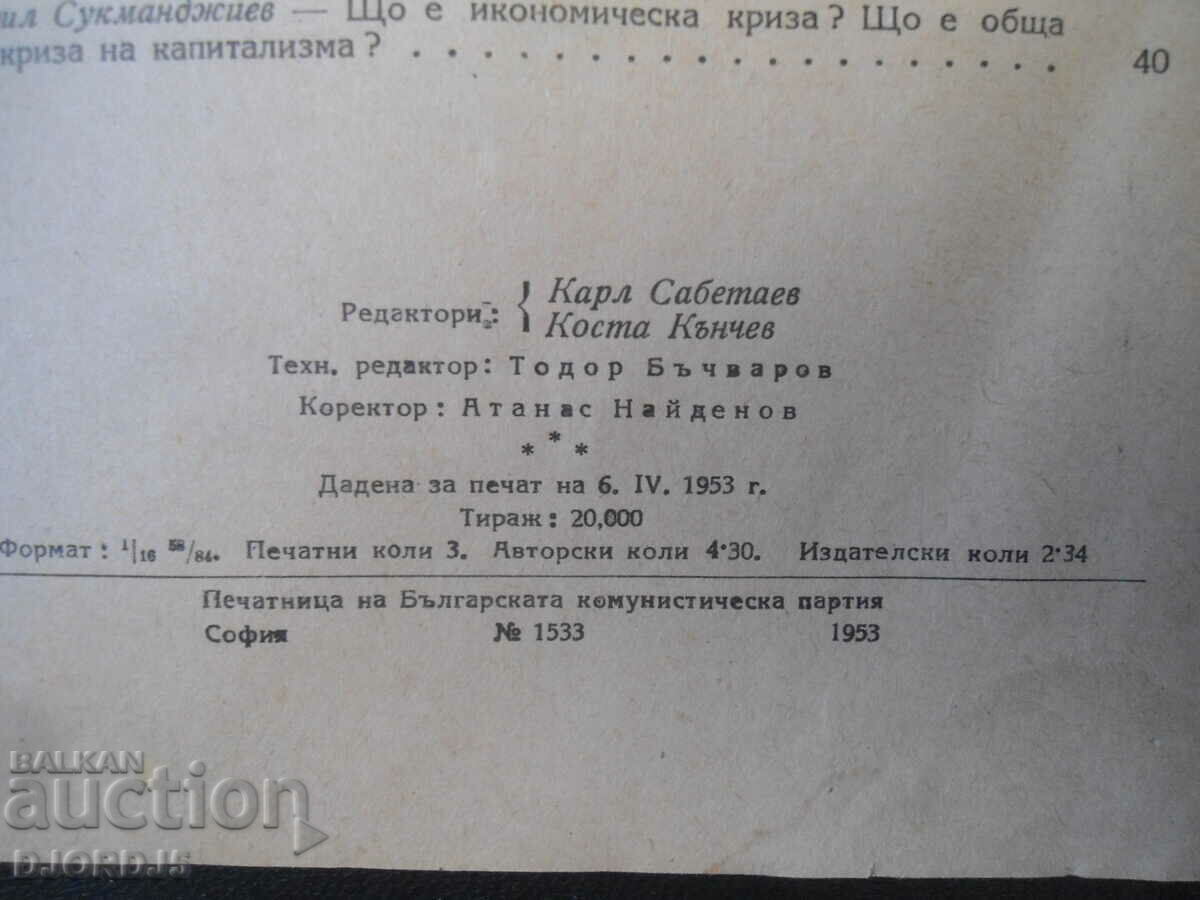 Сукманджиев — Що е икономическа криза? Що е обща
криза на капитализма? . . . . . . . . . . . . . . . . . . 40
Редактори: { Карл Сабетаев
Коста Кънчев
Техн. редактор: Тодор Бъчваров
Коректор: Атанас Найденов
* * *
Дадена за печат на 6. IV. 1953 г.
Тираж: 20,000
Формат: 1/16 58/84. Печатни коли 3. Авторски коли 4·30. Издателски коли 2·34
Печатница на Българската комунистическа партия
София № 1533 1953
BALKAN
auction
DJORDJ5